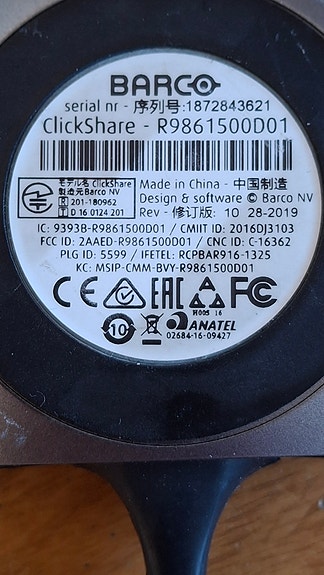 BARCO
serial nr - 序列号:1872843621
ClickShare - R9861500D01
モデル名 ClickShare
製造元 Barco NV
R 201-180962
T D 16 0124 201
Made in China - 中国制造
Design & software © Barco NV
Rev - 修订版: 10 28-2019
IC: 9393B-R9861500D01 / CMIIT ID: 2016DJ3103
FCC ID: 2AAED-R9861500D01 / CNC ID: C-16362
PLG ID: 5599 / IFETEL: RCPBAR916-1325
KC: MSIP-CMM-BVY-R9861500D01
CE EAC FC
H005 16
10 ANATEL
02684-16-09427